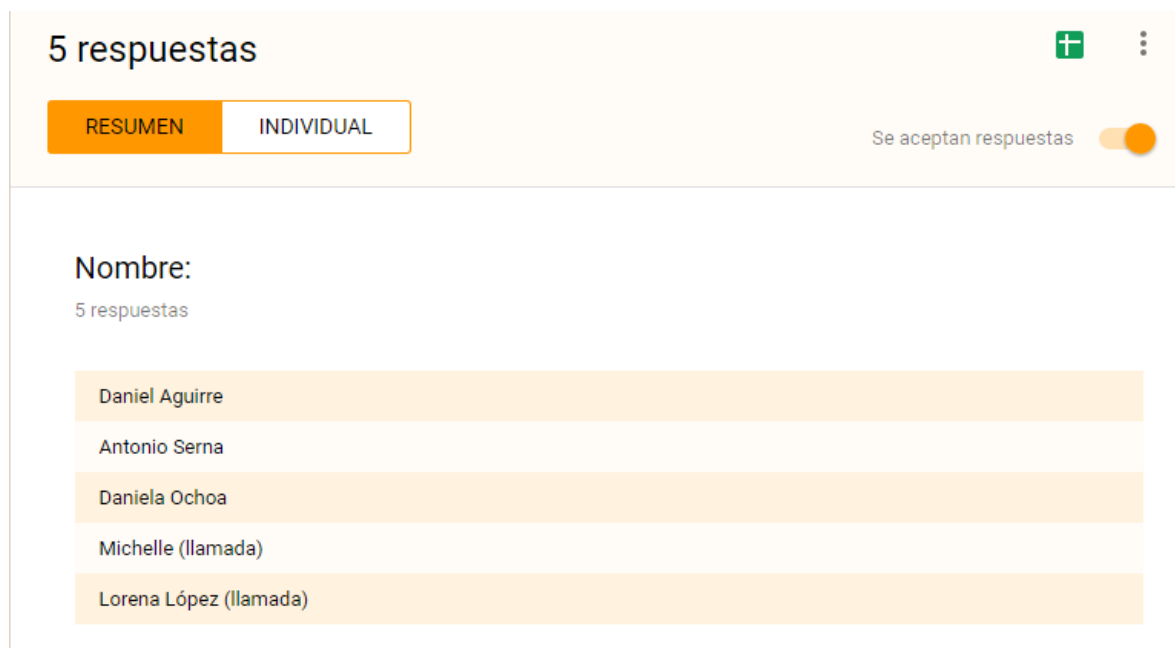 5 respuestas
RESUMEN INDIVIDUAL
Se aceptan respuestas
Nombre:
5 respuestas
Daniel Aguirre
Antonio Serna
Daniela Ochoa
Michelle (llamada)
Lorena López (llamada)